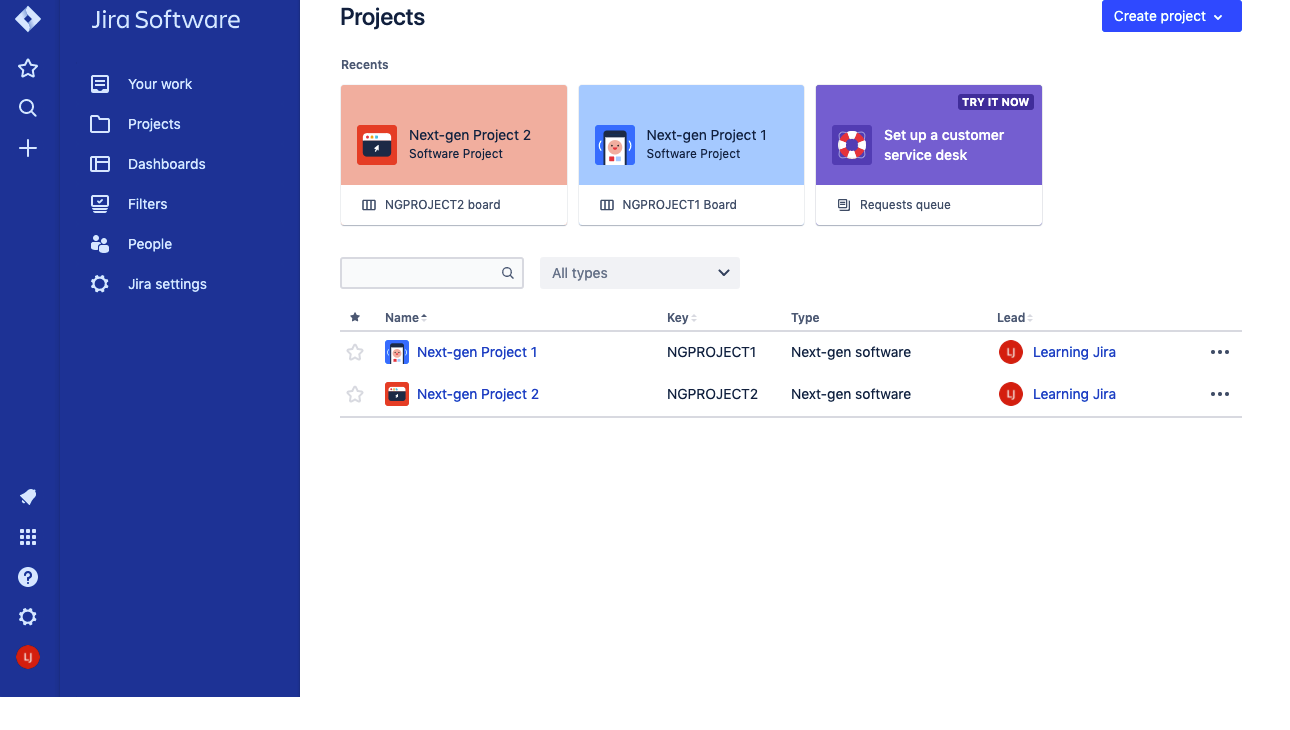 Jira Software
Your work
Projects
Dashboards
Filters
People
Jira settings
LJ
Projects
Create project
Recents
Next-gen Project 2
Software Project
NGPROJECT2 board
Next-gen Project 1
Software Project
NGPROJECT1 Board
TRY IT NOW
Set up a customer
service desk
Requests queue
All types
Name Key Type Lead
Next-gen Project 1 NGPROJECT1 Next-gen software LJ Learning Jira
Next-gen Project 2 NGPROJECT2 Next-gen software LJ Learning Jira